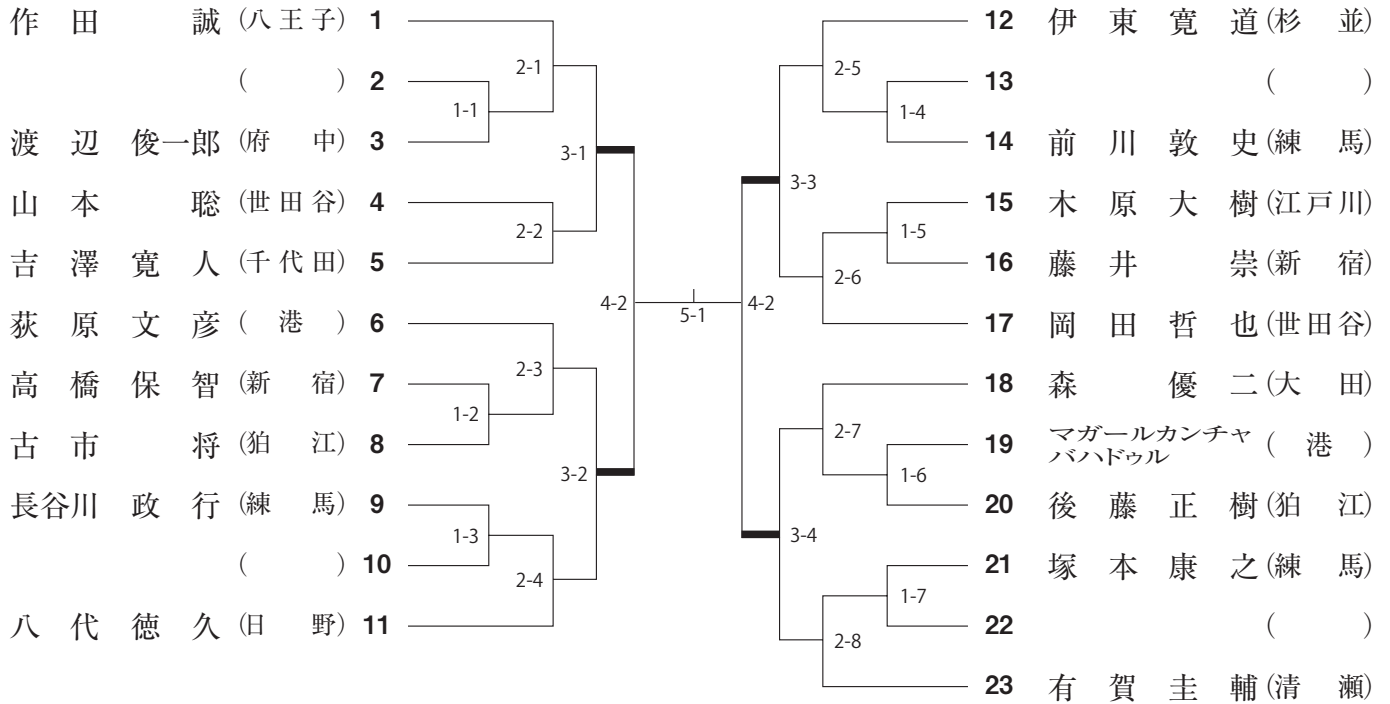 作田 誠 (八王子) 1
( ) 2
渡辺 俊一郎 (府中) 3
山本 聡 (世田谷) 4
吉澤寛人 (千代田) 5
荻原文彦 (港) 6
高橋保智 (新宿) 7
古市 将 (狛江) 8
長谷川政行 (練馬) 9
( ) 10
八代徳久 (日野) 11
2-1
1-1
3-1
2-2
4-2
2-3
1-2
3-2
1-3
2-4
5-1
4-2
2-5
1-4
3-3
1-5
2-6
2-7
1-6
3-4
1-7
2-8
12 伊東寛道 (杉並)
13 ( )
14 前川敦史 (練馬)
15 木原大樹 (江戸川)
16 藤井 崇 (新宿)
17 岡田哲也 (世田谷)
18 森 優二 (大田)
19 マガールカンチャ
バハドゥル (港)
20 後藤正樹 (狛江)
21 塚本康之 (練馬)
22 ( )
23 有賀圭輔 (清瀬)